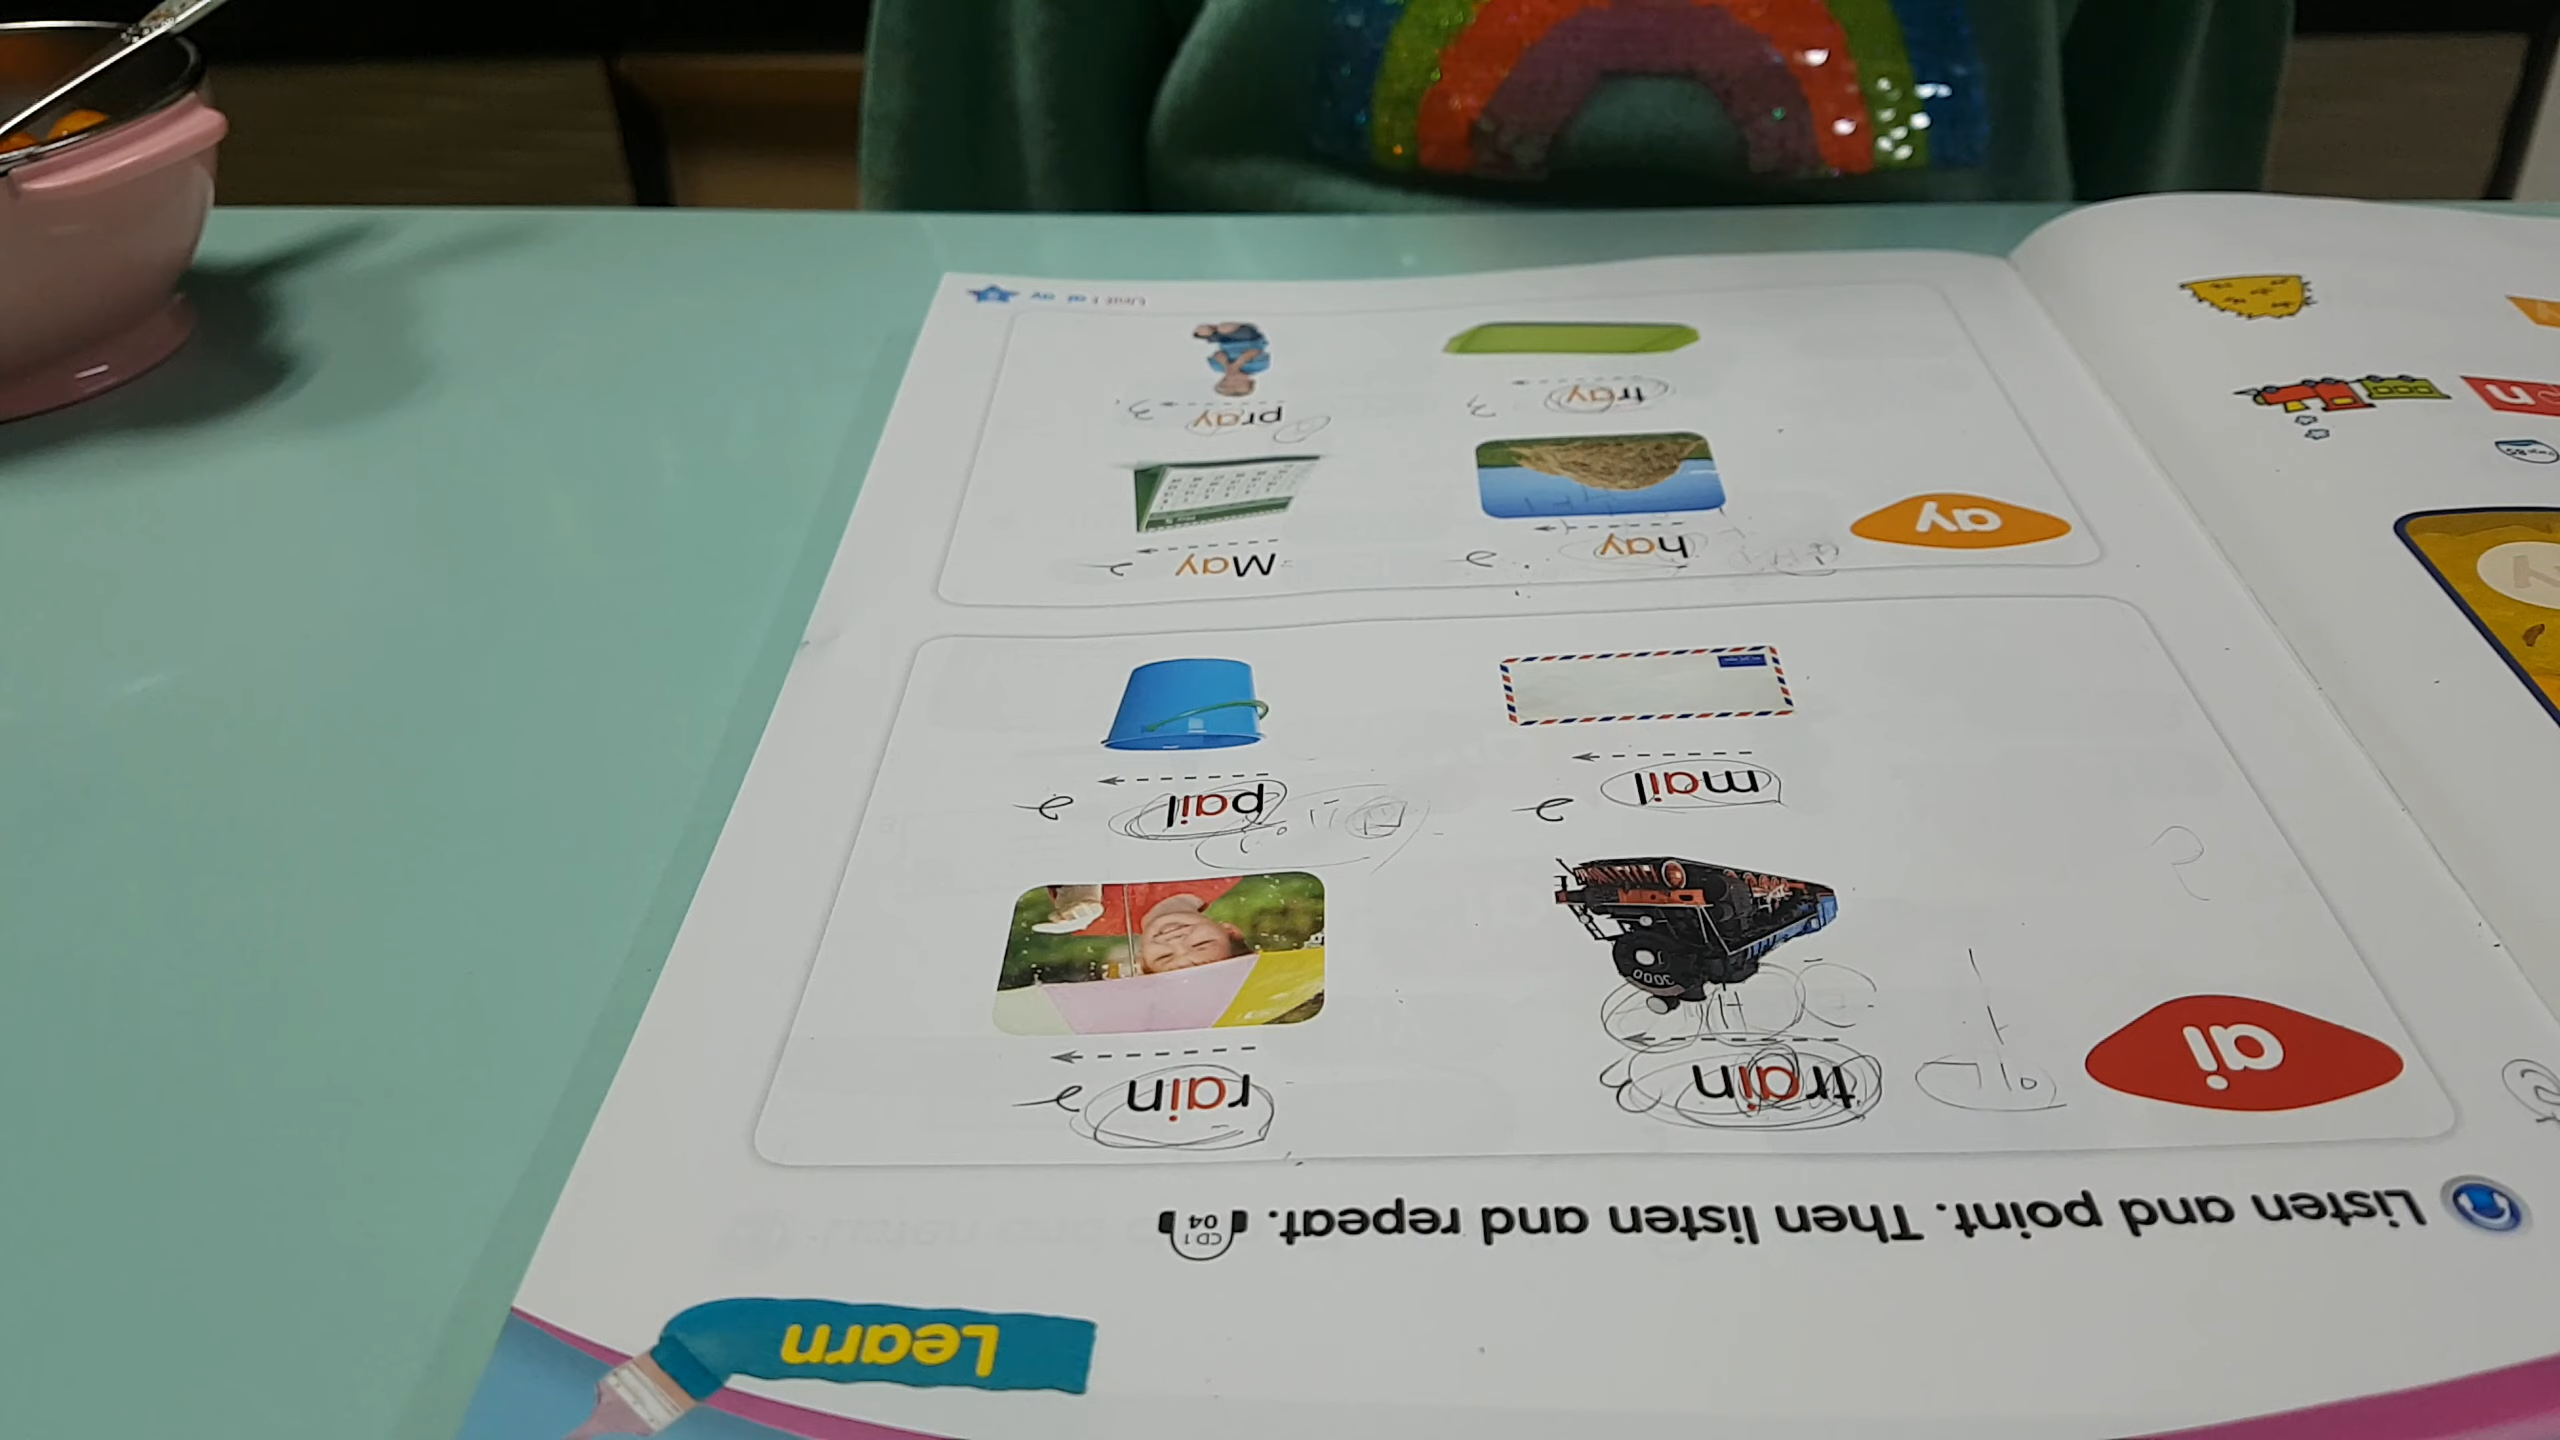 Learn
Listen and point. Then listen and repeat. CD 1 04
ai
train
rain
3000
mail
pail
ay
hay
May
tray
pray
Unit 1 ai ay